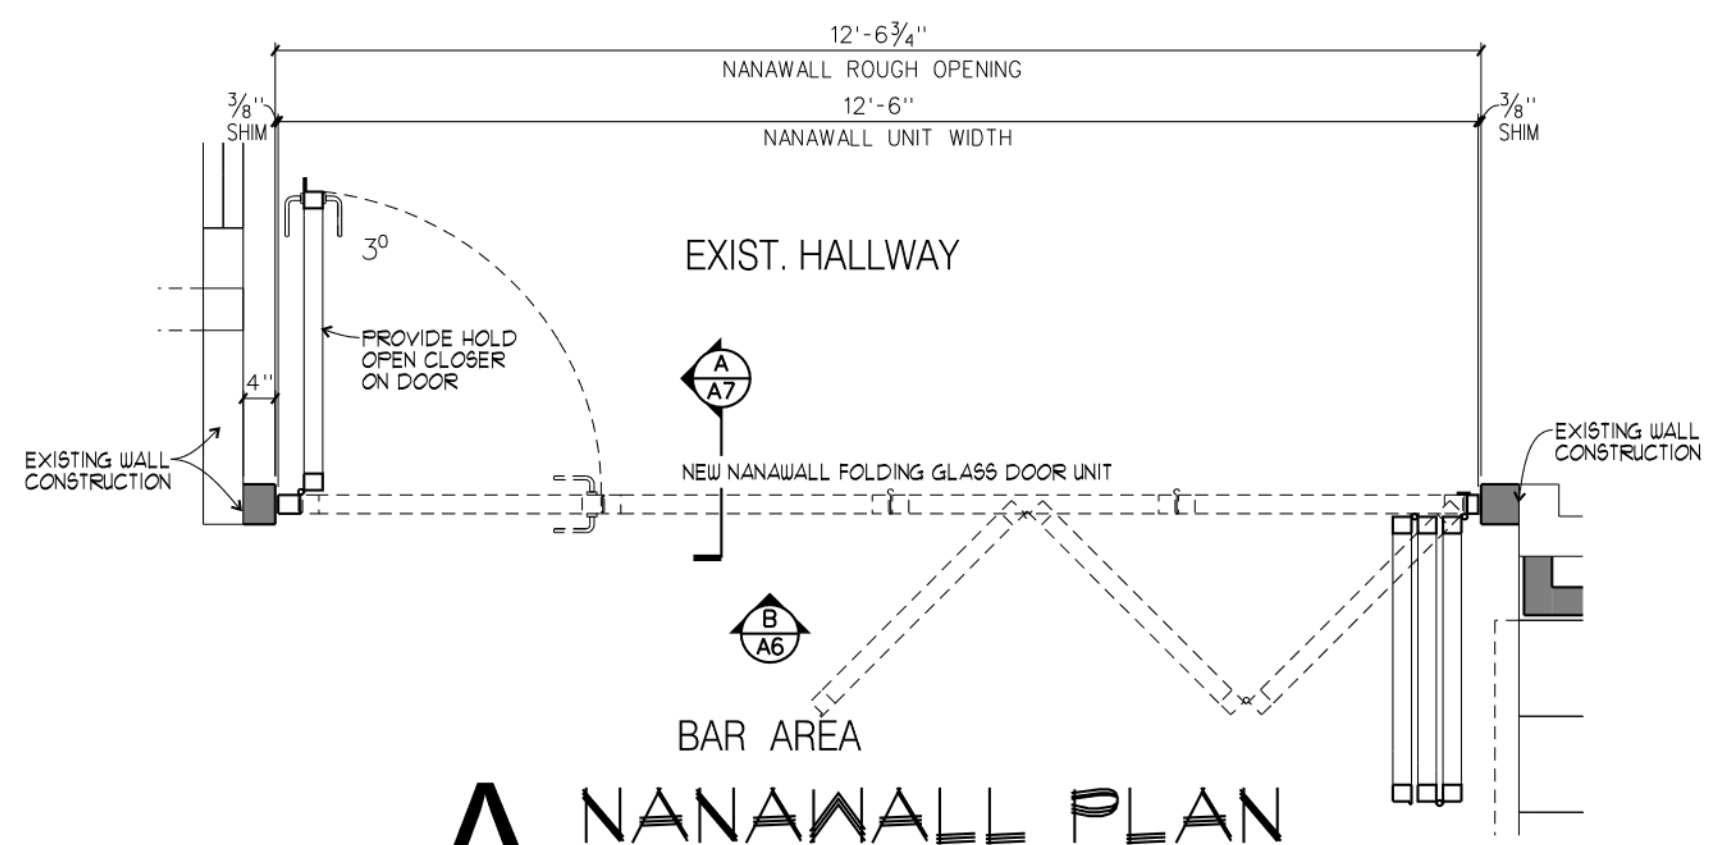 12'-6¾"
NANAWALL ROUGH OPENING
⅜"
SHIM
12'-6"
NANAWALL UNIT WIDTH
⅜"
SHIM
3⁰
EXIST. HALLWAY
PROVIDE HOLD
OPEN CLOSER
ON DOOR
4"
A
A7
EXISTING WALL
CONSTRUCTION
NEW NANAWALL FOLDING GLASS DOOR UNIT
EXISTING WALL
CONSTRUCTION
B
A6
BAR AREA
NANAWALL PLAN